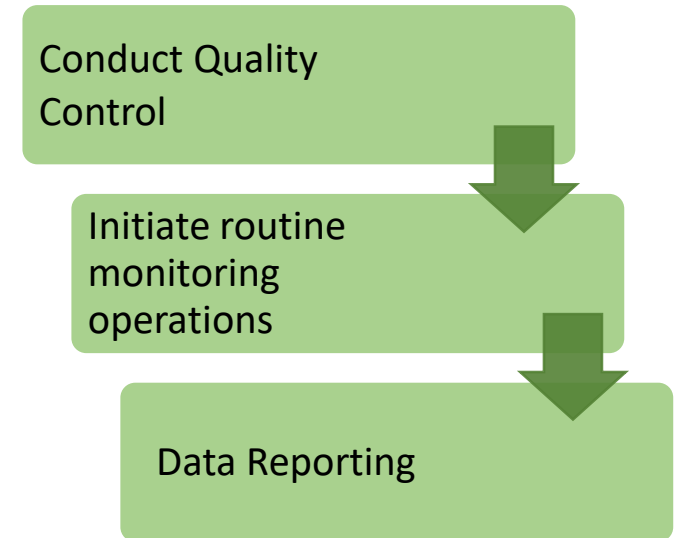 Conduct Quality
Control
Initiate routine
monitoring
operations
Data Reporting